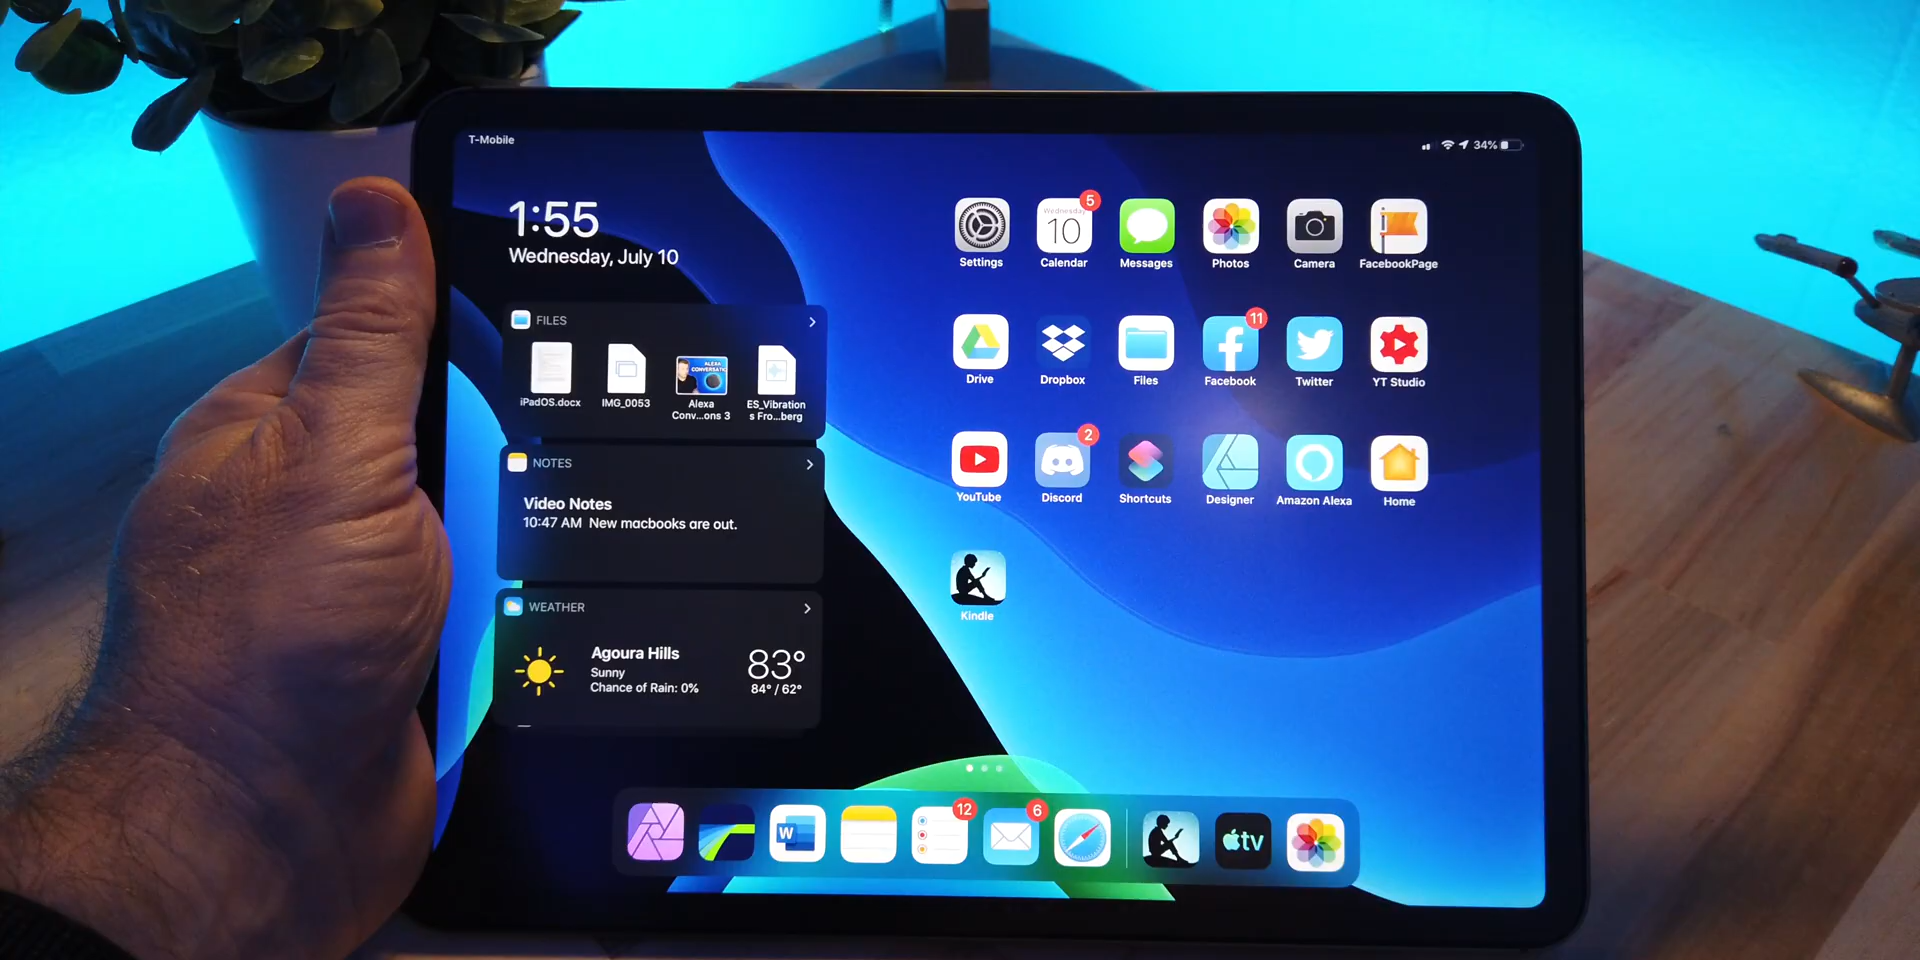 T-Mobile
34%
1:55
Wednesday, July 10
FILES
iPadOS.docx
IMG_0053
ALEXA
CONVERSATIC
Alexa
Conv...ons 3
ES_Vibration
s Fro...berg
NOTES
Video Notes
10:47 AM New macbooks are out.
WEATHER
Agoura Hills
Sunny
Chance of Rain: 0%
83°
84° / 62°
5
Wednesday
10
Settings
Calendar
Messages
Photos
Camera
FacebookPage
11
Drive
Dropbox
Files
Facebook
Twitter
YT Studio
2
YouTube
Discord
Shortcuts
Designer
Amazon Alexa
Home
Kindle
W
12
6
tv